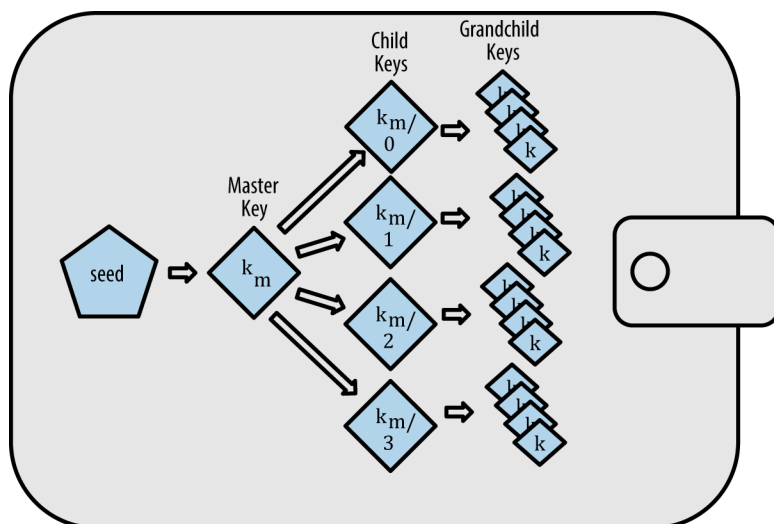 Child
Keys
Grandchild
Keys
Master
Key
seed
k m
k m/
0
k m/
1
k m/
2
k m/
3
k
k
k
k